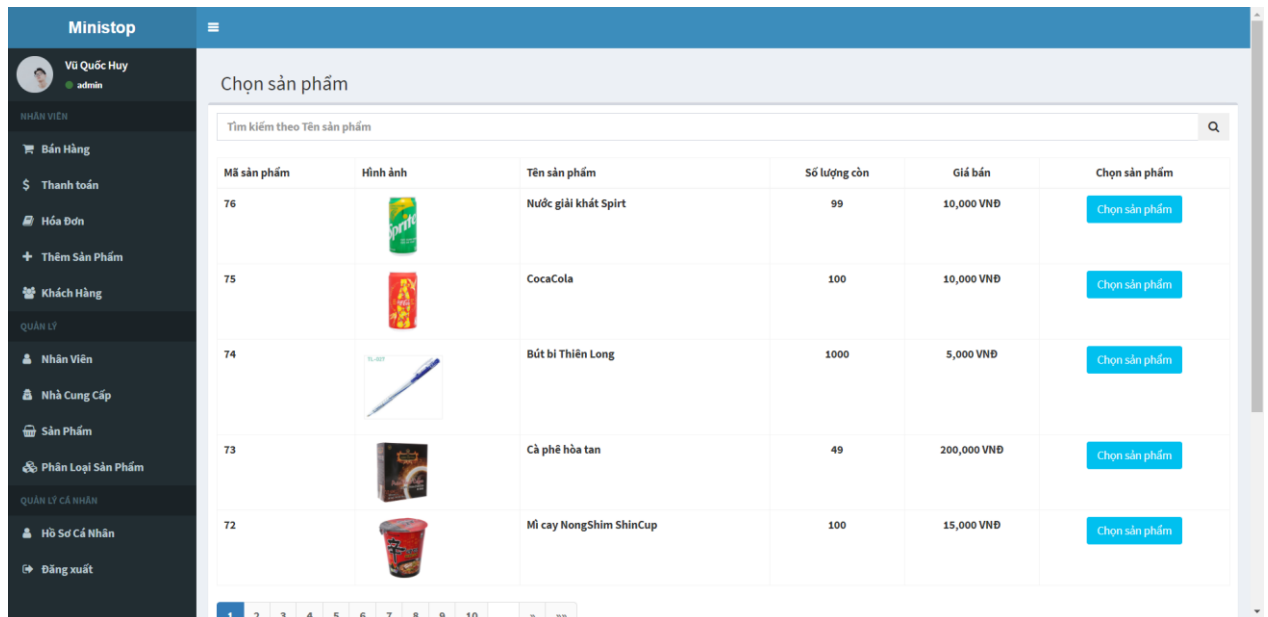 Ministop
Vũ Quốc Huy
admin
NHÂN VIÊN
Bán Hàng
Thanh toán
Hóa Đơn
Thêm Sản Phẩm
Khách Hàng
QUẢN LÝ
Nhân Viên
Nhà Cung Cấp
Sản Phẩm
Phân Loại Sản Phẩm
QUẢN LÝ CÁ NHÂN
Hồ Sơ Cá Nhân
Đăng xuất
Chọn sản phẩm
Tìm kiếm theo Tên sản phẩm
Mã sản phẩm Hình ảnh Tên sản phẩm Số lượng còn Giá bán Chọn sản phẩm
76 Nước giải khát Spirt 99 10,000 VNĐ Chọn sản phẩm
Sprite
75 CocaCola 100 10,000 VNĐ Chọn sản phẩm
74 Bút bi Thiên Long 1000 5,000 VNĐ Chọn sản phẩm
73 Cà phê hòa tan 49 200,000 VNĐ Chọn sản phẩm
72 Mì cay NongShim ShinCup 100 15,000 VNĐ Chọn sản phẩm
辛
1 2 3 4 5 6 7 8 9 10 » »»